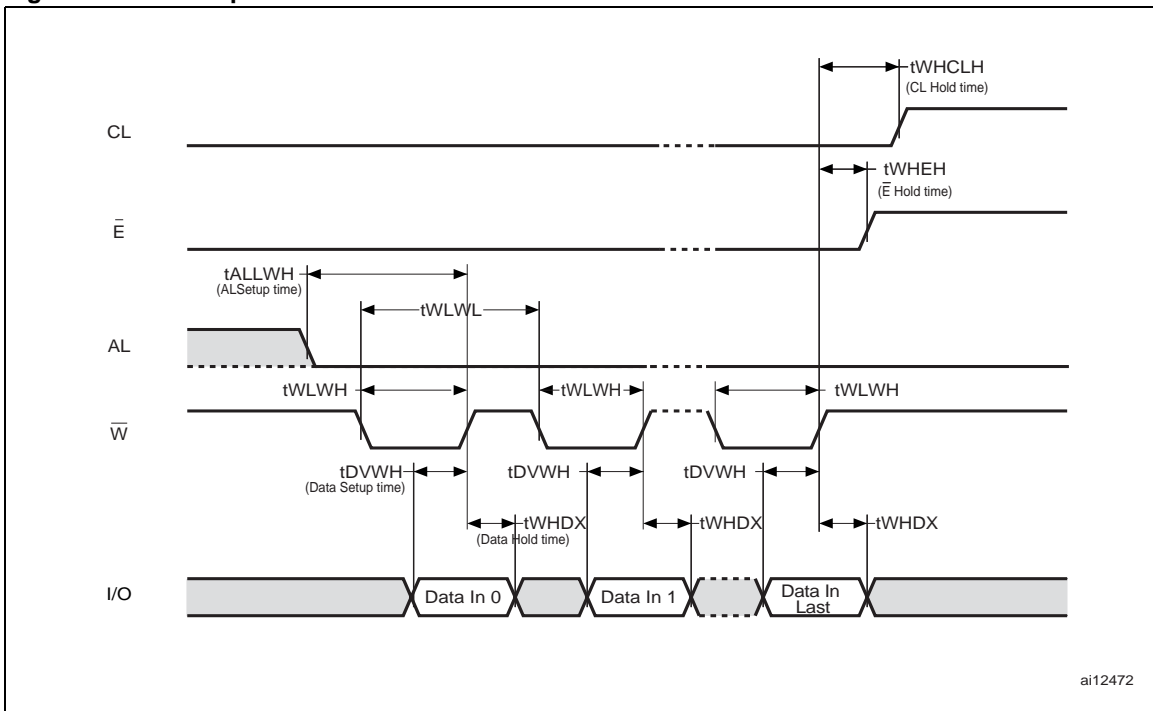 tWHCLH
(CL Hold time)
CL
tWHEH
(E̅ Hold time)
E̅
tALLWH
(ALSetup time)
tWLWL
AL
tWLWH
tWLWH
tWLWH
W̅
tDVWH
(Data Setup time)
tDVWH
tDVWH
tWHDX
(Data Hold time)
tWHDX
tWHDX
I/O
Data In 0
Data In 1
Data In
Last
ai12472